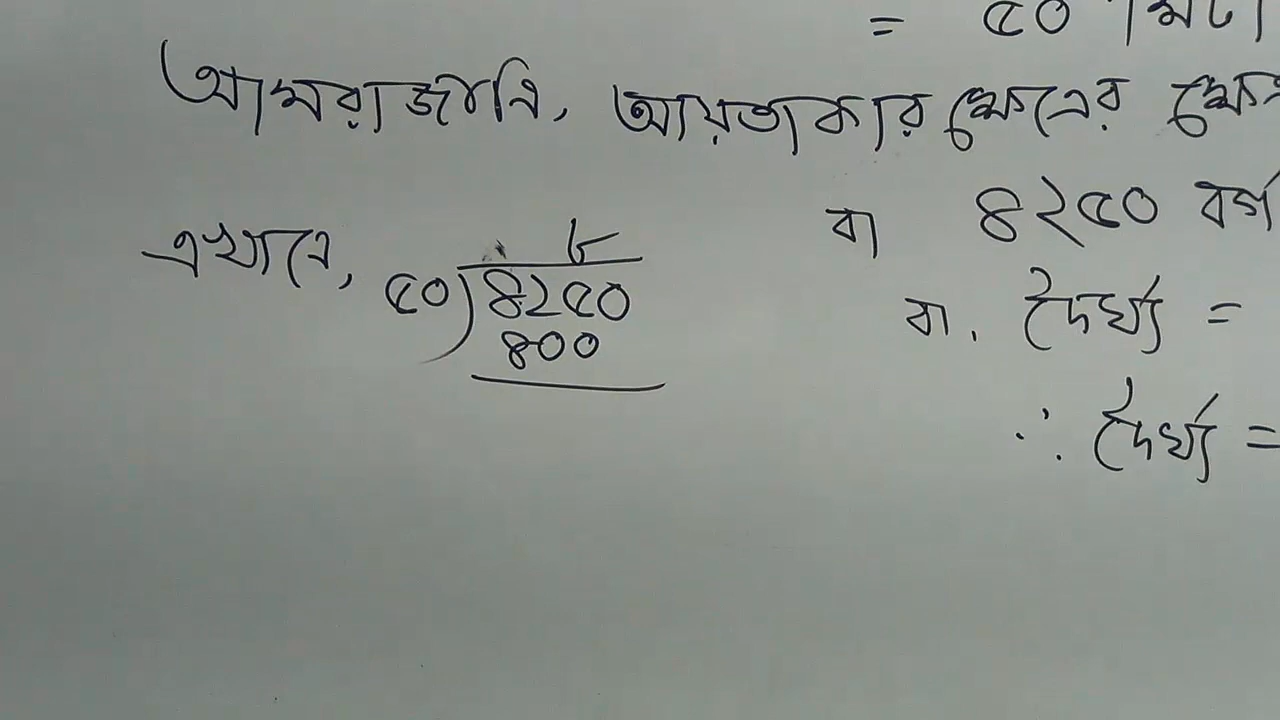 = ৫০ মিটা
আমরা জানি, আয়তাকার ক্ষেত্রের ক্ষেত্র
বা ৪২৫০ বর্গ
এখানে,
৮
৫০)৪২৫০
৪০০
বা, দৈর্ঘ্য =
∴ দৈর্ঘ্য =